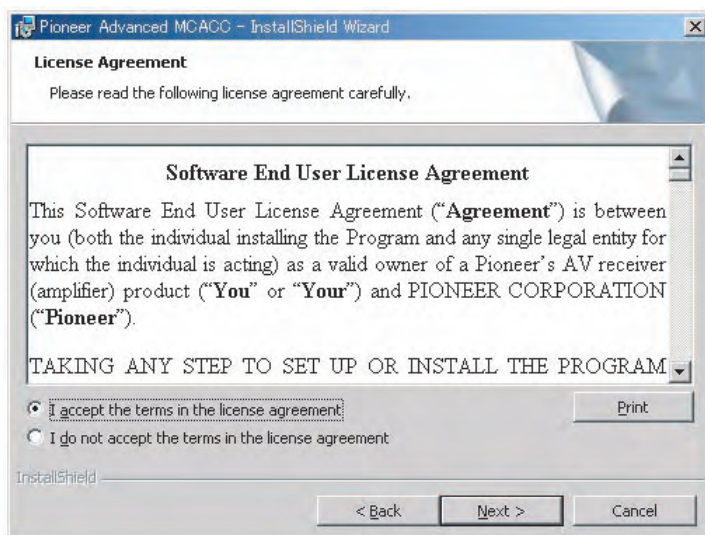 Pioneer Advanced MCACC - InstallShield Wizard
License Agreement
Please read the following license agreement carefully.
Software End User License Agreement
This Software End User License Agreement (“Agreement”) is between
you (both the individual installing the Program and any single legal entity for
which the individual is acting) as a valid owner of a Pioneer’s AV receiver
(amplifier) product (“You” or “Your”) and PIONEER CORPORATION
(“Pioneer”).
TAKING ANY STEP TO SET UP OR INSTALL THE PROGRAM
I accept the terms in the license agreement
Print
I do not accept the terms in the license agreement
InstallShield
< Back
Next >
Cancel